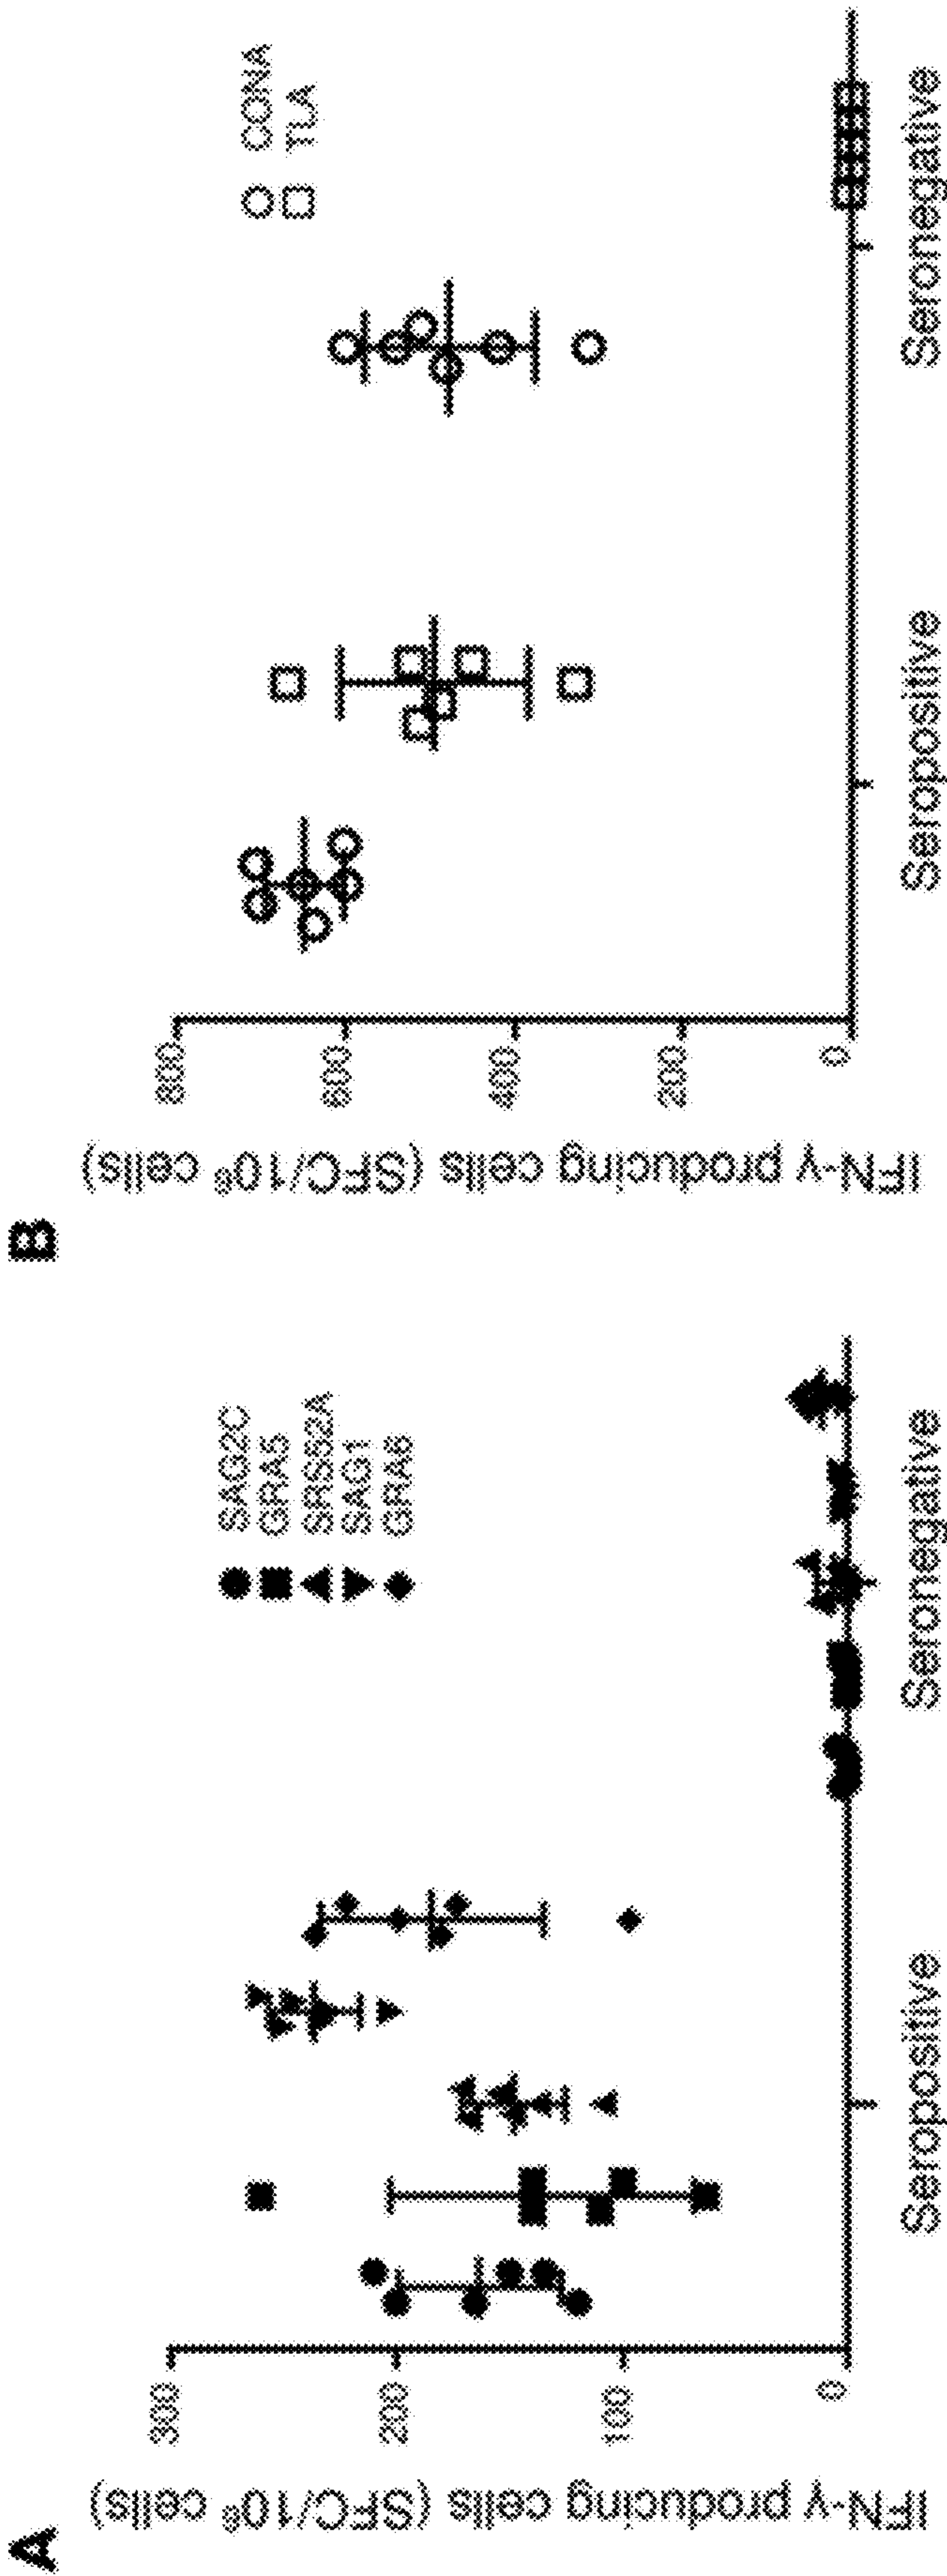 A
IFN-γ producing cells (SFC/10⁶ cells)
300
200
100
0
SAG2C
GRA5
SRS52A
SAG1
GRA6
Seropositive
Seronegative
B
IFN-γ producing cells (SFC/10⁶ cells)
800
600
400
200
0
CONA
TLA
Seropositive
Seronegative